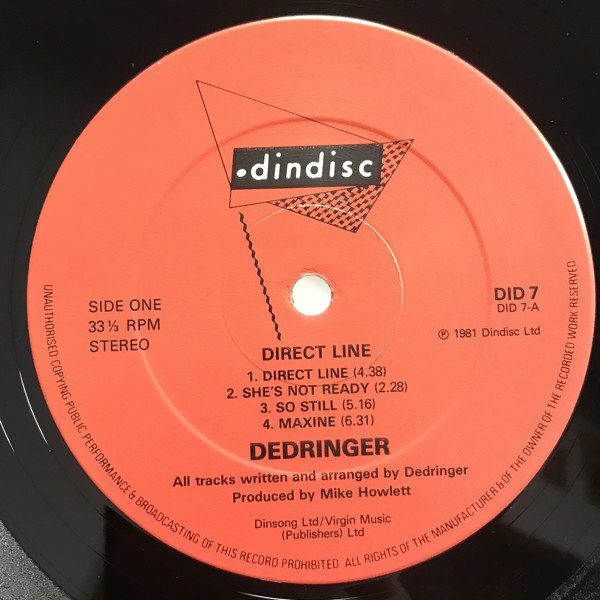 •dindisc
SIDE ONE
33⅓ RPM
STEREO
DID 7
DID 7-A
℗ 1981 Dindisc Ltd
DIRECT LINE
1. DIRECT LINE (4.38)
2. SHE'S NOT READY (2.28)
3. SO STILL (5.16)
4. MAXINE (6.31)
DEDRINGER
All tracks written and arranged by Dedringer
Produced by Mike Howlett
Dinsong Ltd/Virgin Music
(Publishers) Ltd
UNAUTHORISED COPYING PUBLIC PERFORMANCE & BROADCASTING OF THIS RECORD PROHIBITED ALL RIGHTS OF THE MANUFACTURER & OF THE OWNER OF THE RECORDED WORK RESERVED